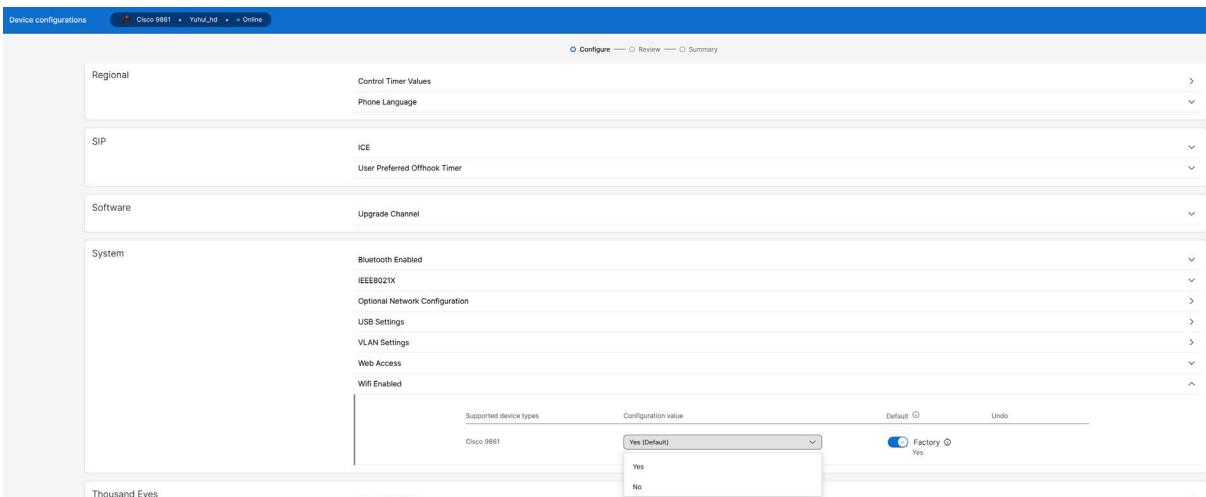 Device configurations
Cisco 9861 • Yuhui_hd • Online
Configure
Review
Summary
Regional
Control Timer Values
Phone Language
SIP
ICE
User Preferred Offhook Timer
Software
Upgrade Channel
System
Bluetooth Enabled
IEEE8021X
Optional Network Configuration
USB Settings
VLAN Settings
Web Access
Wifi Enabled
Supported device types Configuration value Default Undo
Cisco 9861 Yes (Default) Factory
Yes
Yes
No
Thousand Eyes